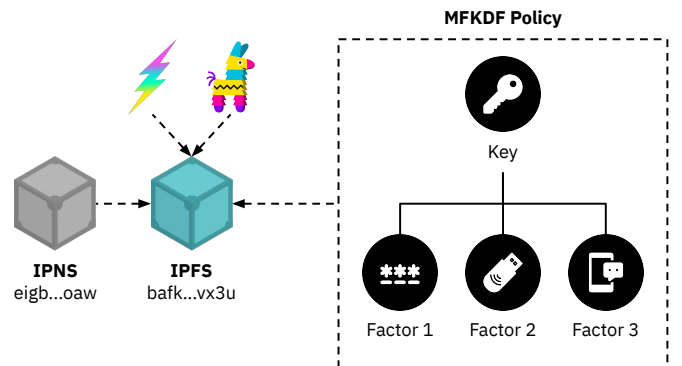 MFKDF Policy
Key
IPNS
eigb...oaw
IPFS
bafk...vx3u
Factor 1
Factor 2
Factor 3